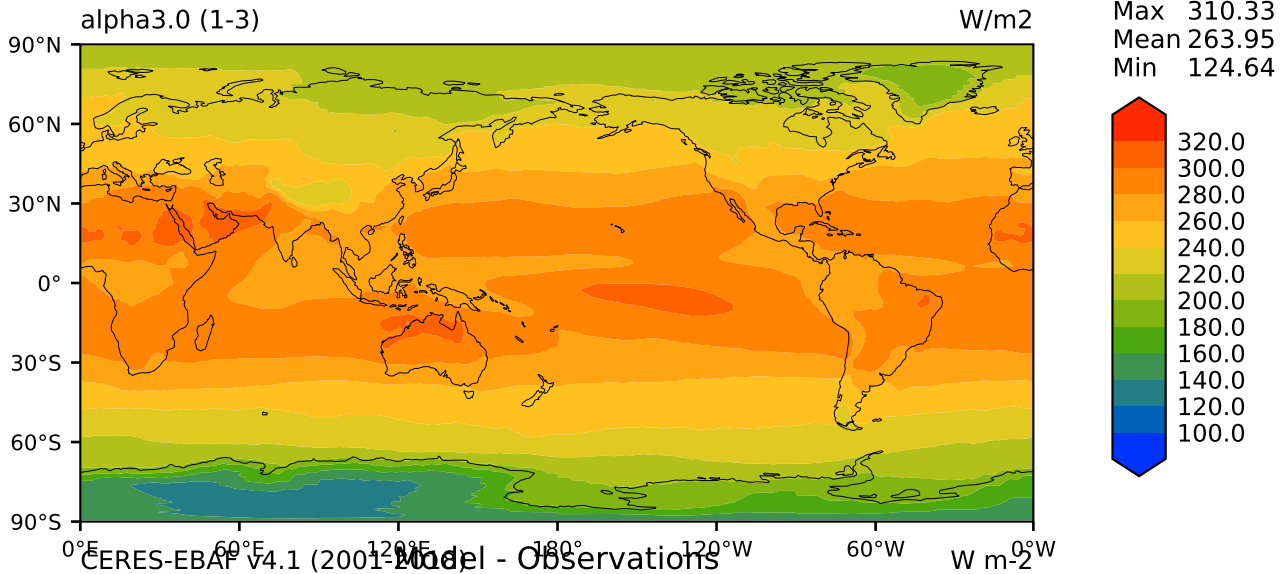 alpha3.0 (1-3) W/m2
Max 310.33
Mean 263.95
Min 124.64
90°N
60°N
30°N
0°
30°S
60°S
90°S
320.0
300.0
280.0
260.0
240.0
220.0
200.0
180.0
160.0
140.0
120.0
100.0
0°E 60°E 120°E 180° 120°W 60°W 0°W
CERES-EBAF v4.1 (2001-2018) Model - Observations W m-2